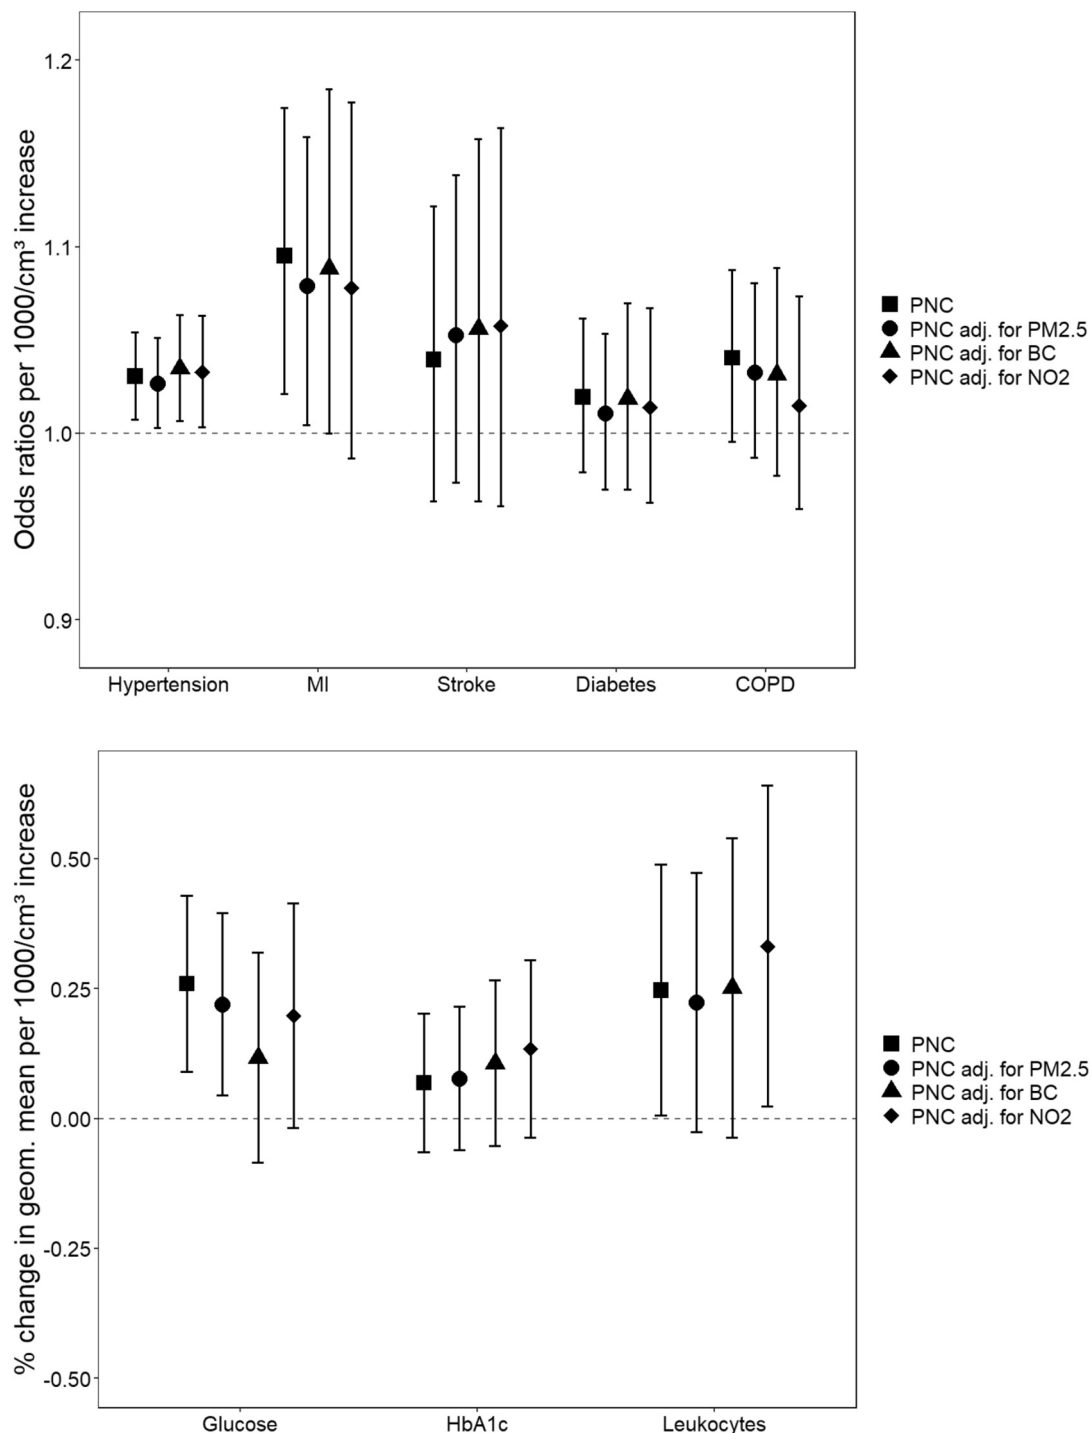 Odds ratios per 1000/cm³ increase
1.2
1.1
1.0
0.9
Hypertension MI Stroke Diabetes COPD
PNC
PNC adj. for PM2.5
PNC adj. for BC
PNC adj. for NO2
% change in geom. mean per 1000/cm³ increase
0.50
0.25
0.00
-0.25
-0.50
Glucose HbA1c Leukocytes
PNC
PNC adj. for PM2.5
PNC adj. for BC
PNC adj. for NO2